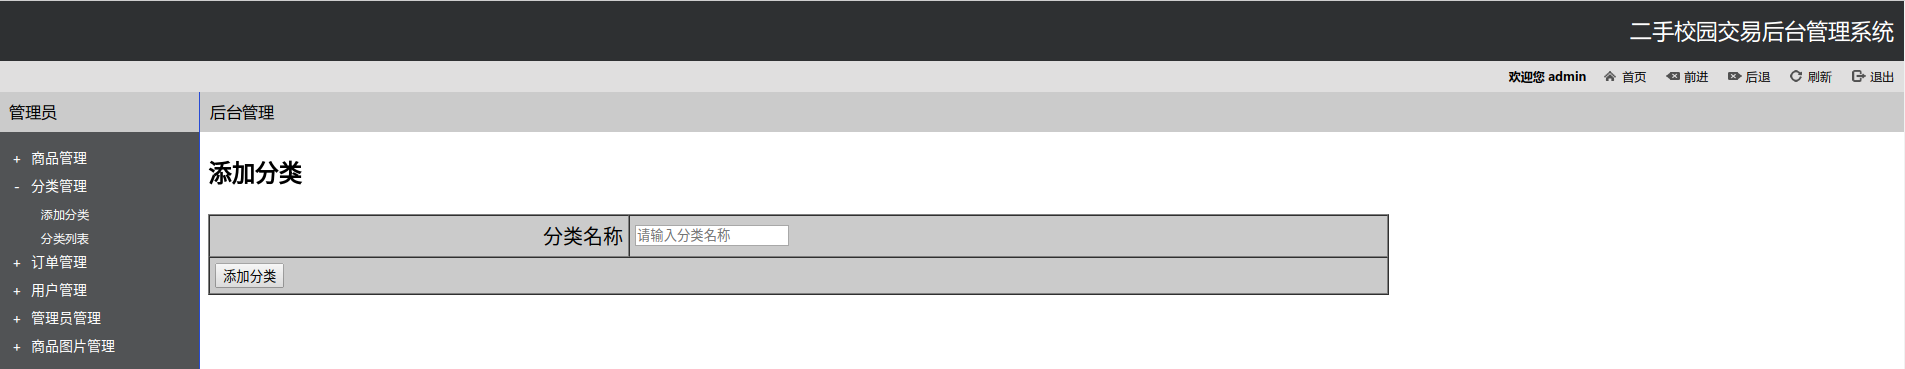 二手校园交易后台管理系统
欢迎您 admin 首页 前进 后退 刷新 退出
管理员
后台管理
+ 商品管理
- 分类管理
添加分类
分类列表
+ 订单管理
+ 用户管理
+ 管理员管理
+ 商品图片管理
添加分类
分类名称 请输入分类名称
添加分类